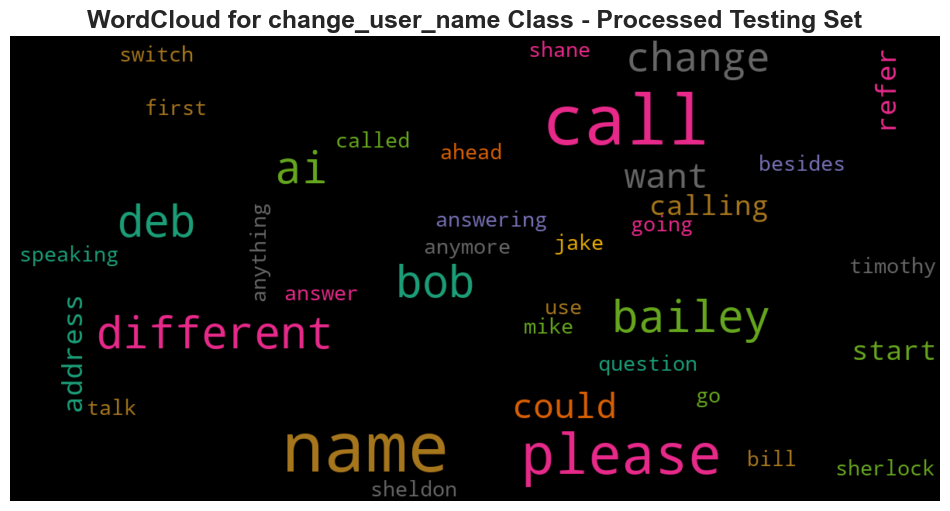 WordCloud for change_user_name Class - Processed Testing Set
switch
shane
change
refer
first
call
called
ahead
ai
want
besides
deb
anything
answering
calling
going
speaking
anymore
jake
timothy
bob
answer
address
different
use
mike
bailey
start
question
talk
could
go
name
please
bill
sherlock
sheldon